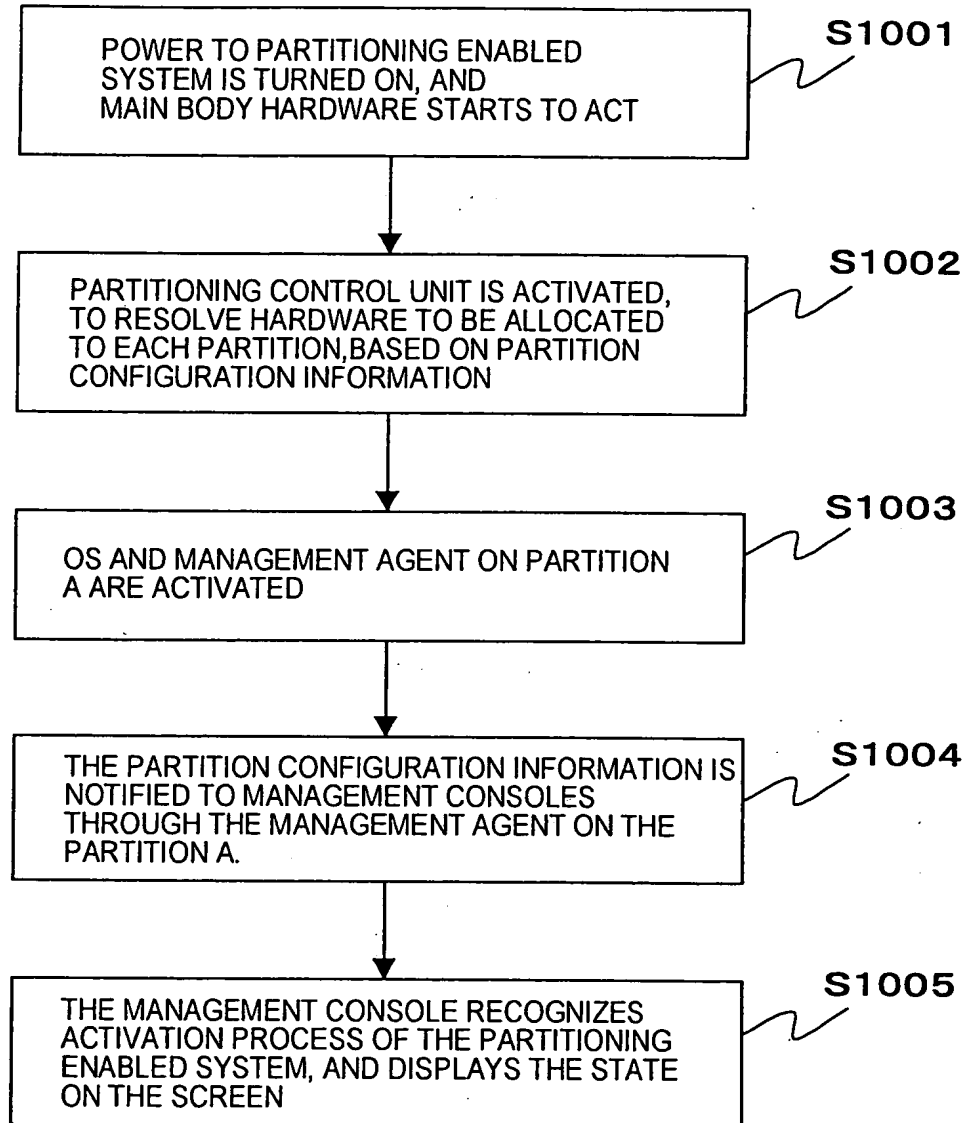 S1001
POWER TO PARTITIONING ENABLED
SYSTEM IS TURNED ON, AND
MAIN BODY HARDWARE STARTS TO ACT
S1002
PARTITIONING CONTROL UNIT IS ACTIVATED,
TO RESOLVE HARDWARE TO BE ALLOCATED
TO EACH PARTITION,BASED ON PARTITION
CONFIGURATION INFORMATION
S1003
OS AND MANAGEMENT AGENT ON PARTITION
A ARE ACTIVATED
S1004
THE PARTITION CONFIGURATION INFORMATION IS
NOTIFIED TO MANAGEMENT CONSOLES
THROUGH THE MANAGEMENT AGENT ON THE
PARTITION A.
S1005
THE MANAGEMENT CONSOLE RECOGNIZES
ACTIVATION PROCESS OF THE PARTITIONING
ENABLED SYSTEM, AND DISPLAYS THE STATE
ON THE SCREEN